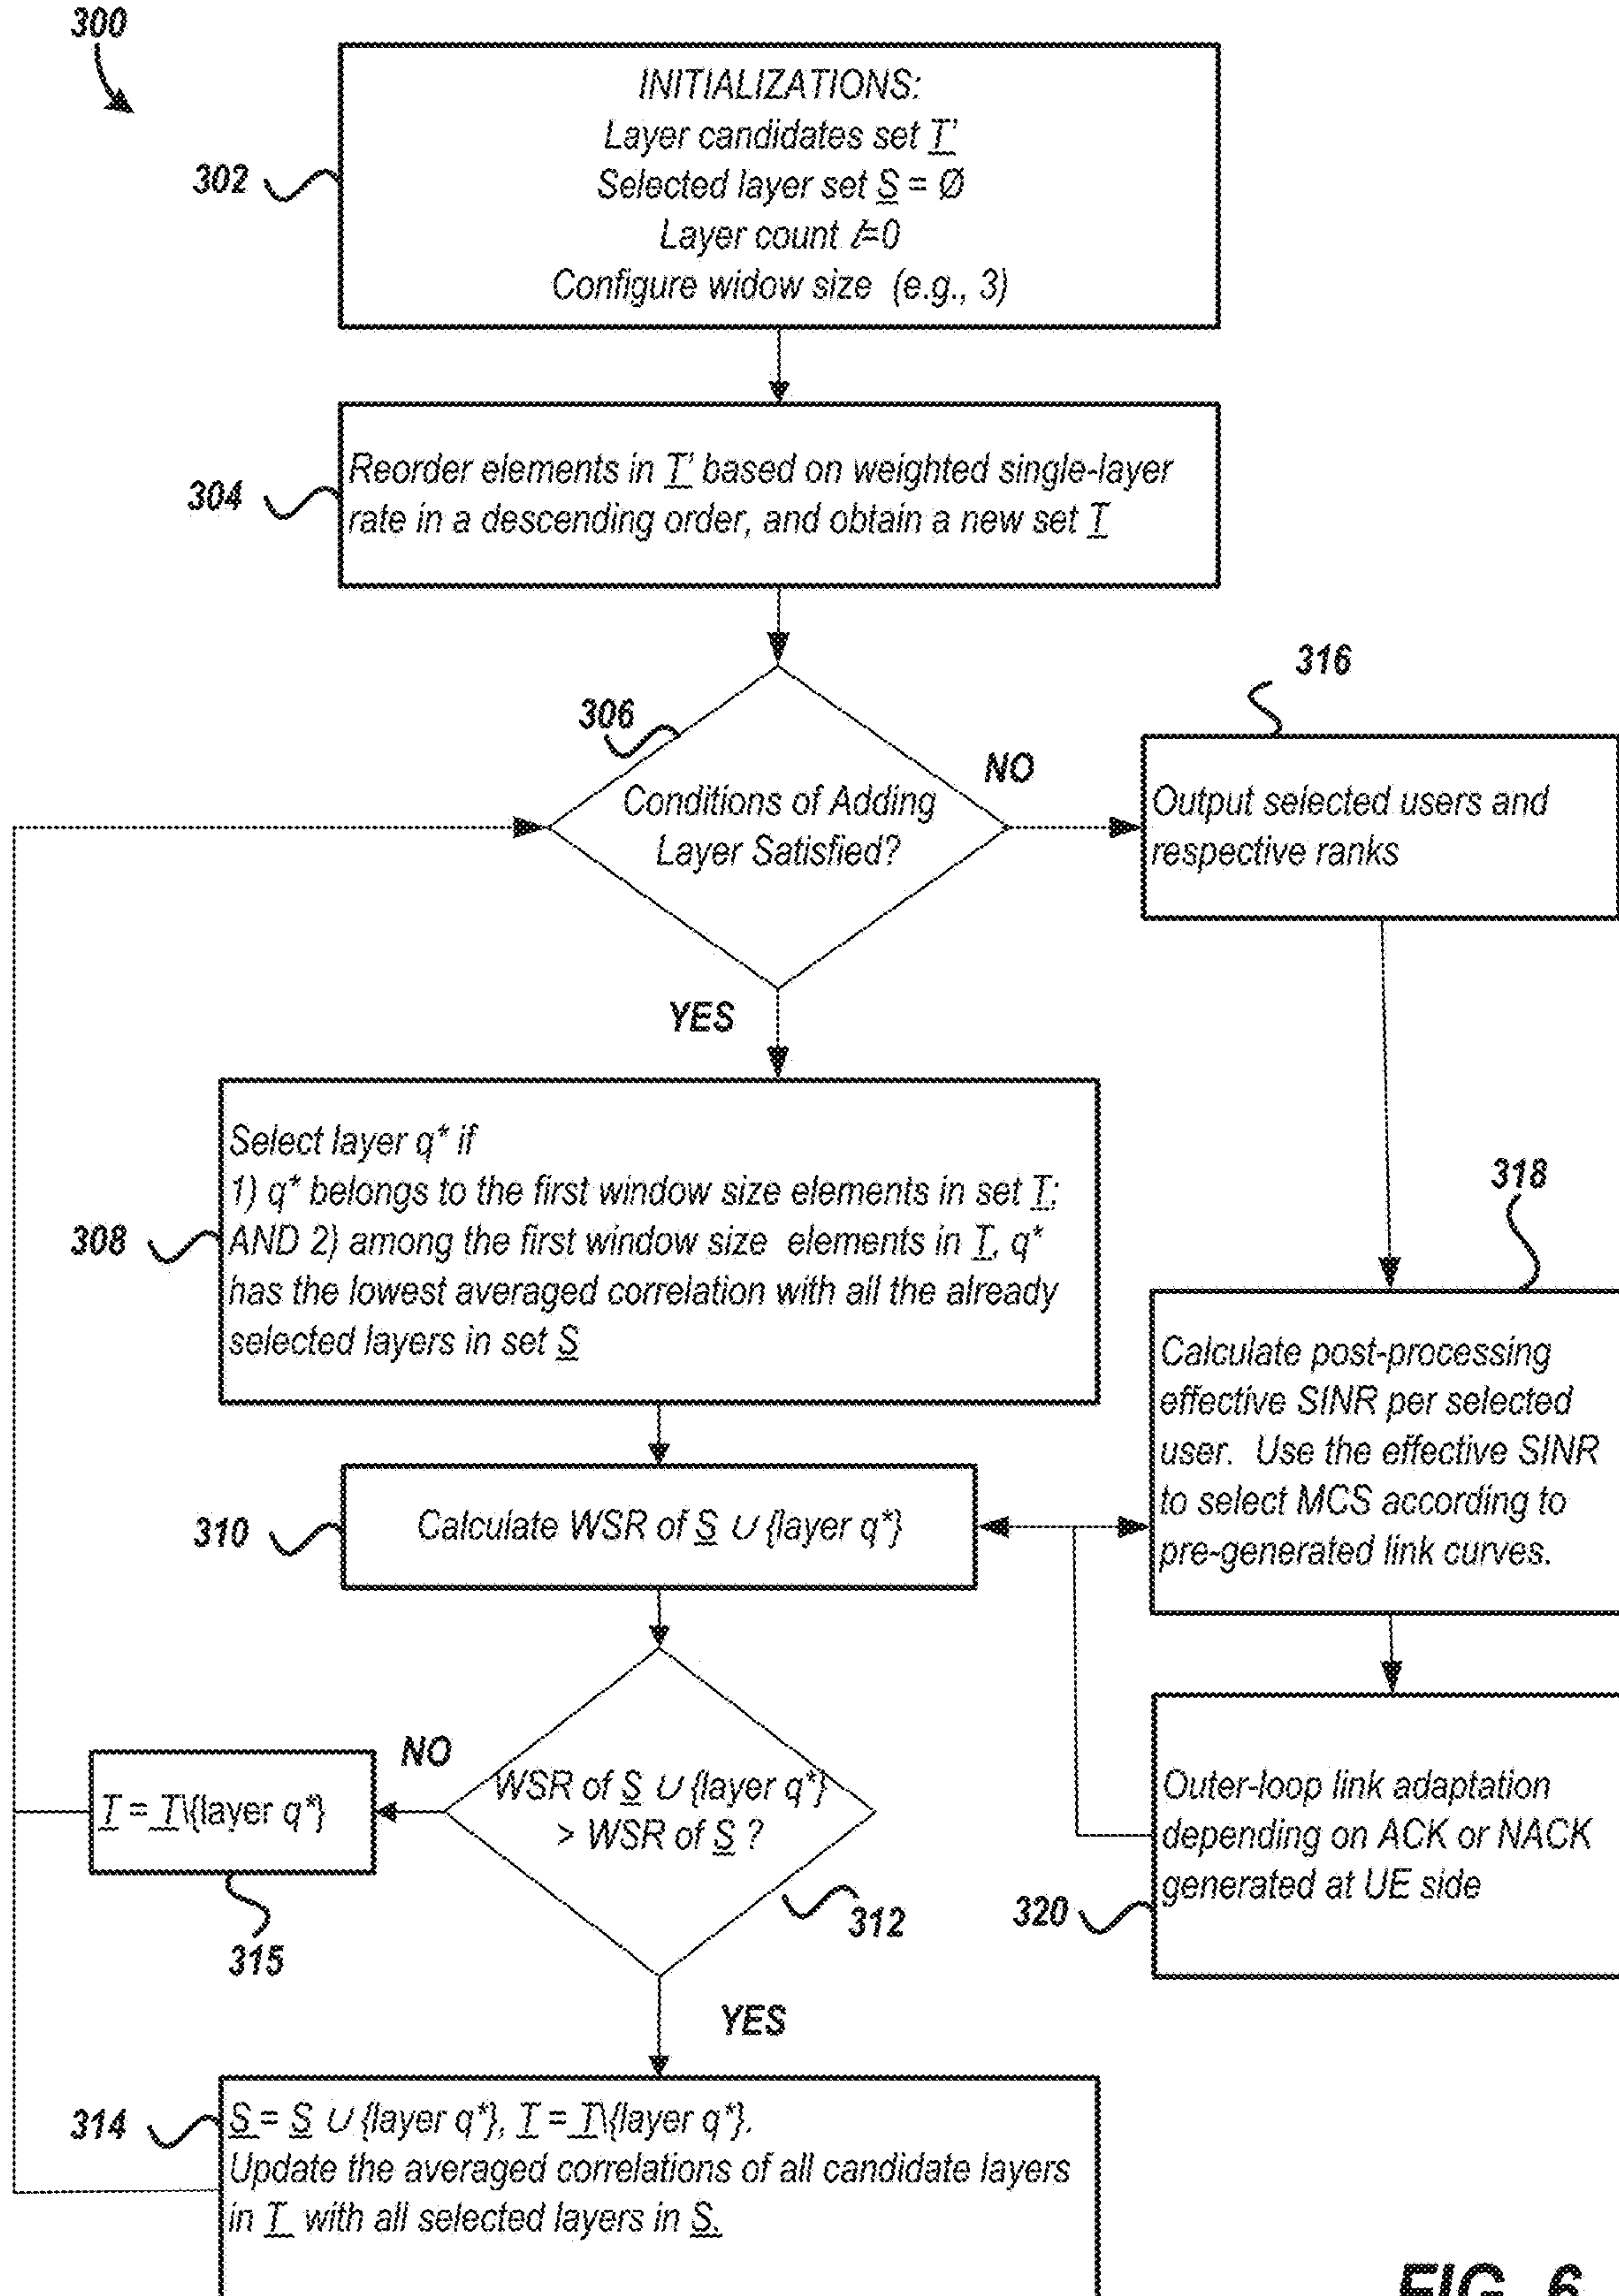 300
INITIALIZATIONS:
Layer candidates set T'
302
Selected layer set S = Ø
Layer count ℓ=0
Configure widow size (e.g., 3)
304
Reorder elements in T' based on weighted single-layer
rate in a descending order, and obtain a new set T
316
306
NO
Conditions of Adding
Layer Satisfied?
Output selected users and
respective ranks
YES
308
Select layer q* if
1) q* belongs to the first window size elements in set T;
AND 2) among the first window size elements in T, q*
has the lowest averaged correlation with all the already
selected layers in set S
318
Calculate post-processing
effective SINR per selected
user. Use the effective SINR
to select MCS according to
pre-generated link curves.
310
Calculate WSR of S ∪ {layer q*}
NO
WSR of S ∪ {layer q*}
> WSR of S ?
T = T\{layer q*}
315
312
320
Outer-loop link adaptation
depending on ACK or NACK
generated at UE side
YES
314
S = S ∪ {layer q*}, T = T\{layer q*}.
Update the averaged correlations of all candidate layers
in T with all selected layers in S.
FIG. 6